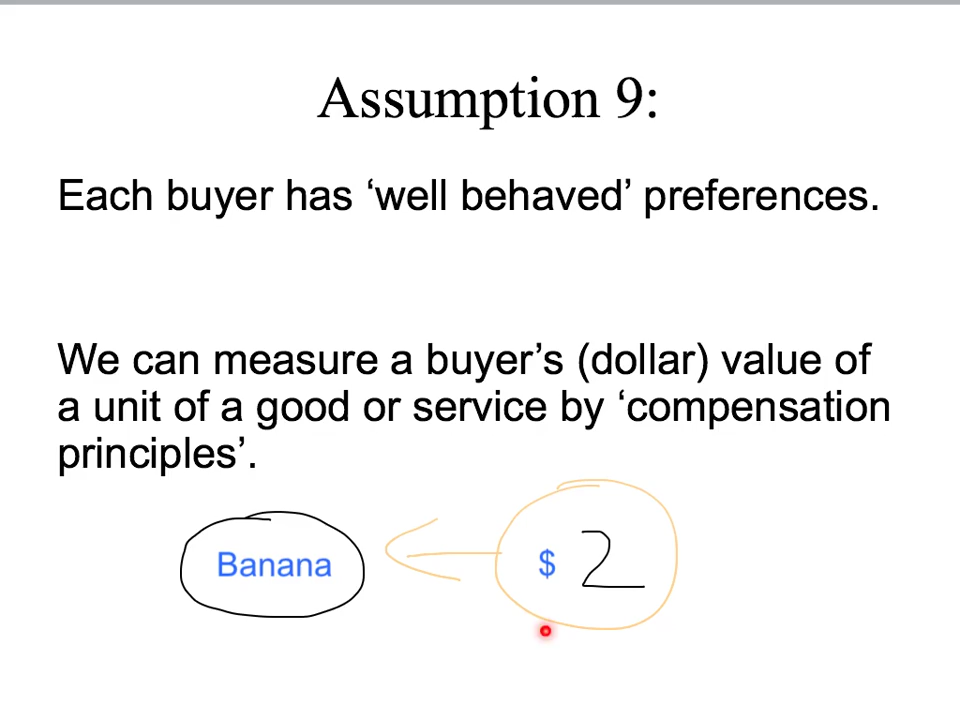 Assumption 9:
Each buyer has ‘well behaved’ preferences.
We can measure a buyer’s (dollar) value of
a unit of a good or service by ‘compensation
principles’.
Banana $ 2